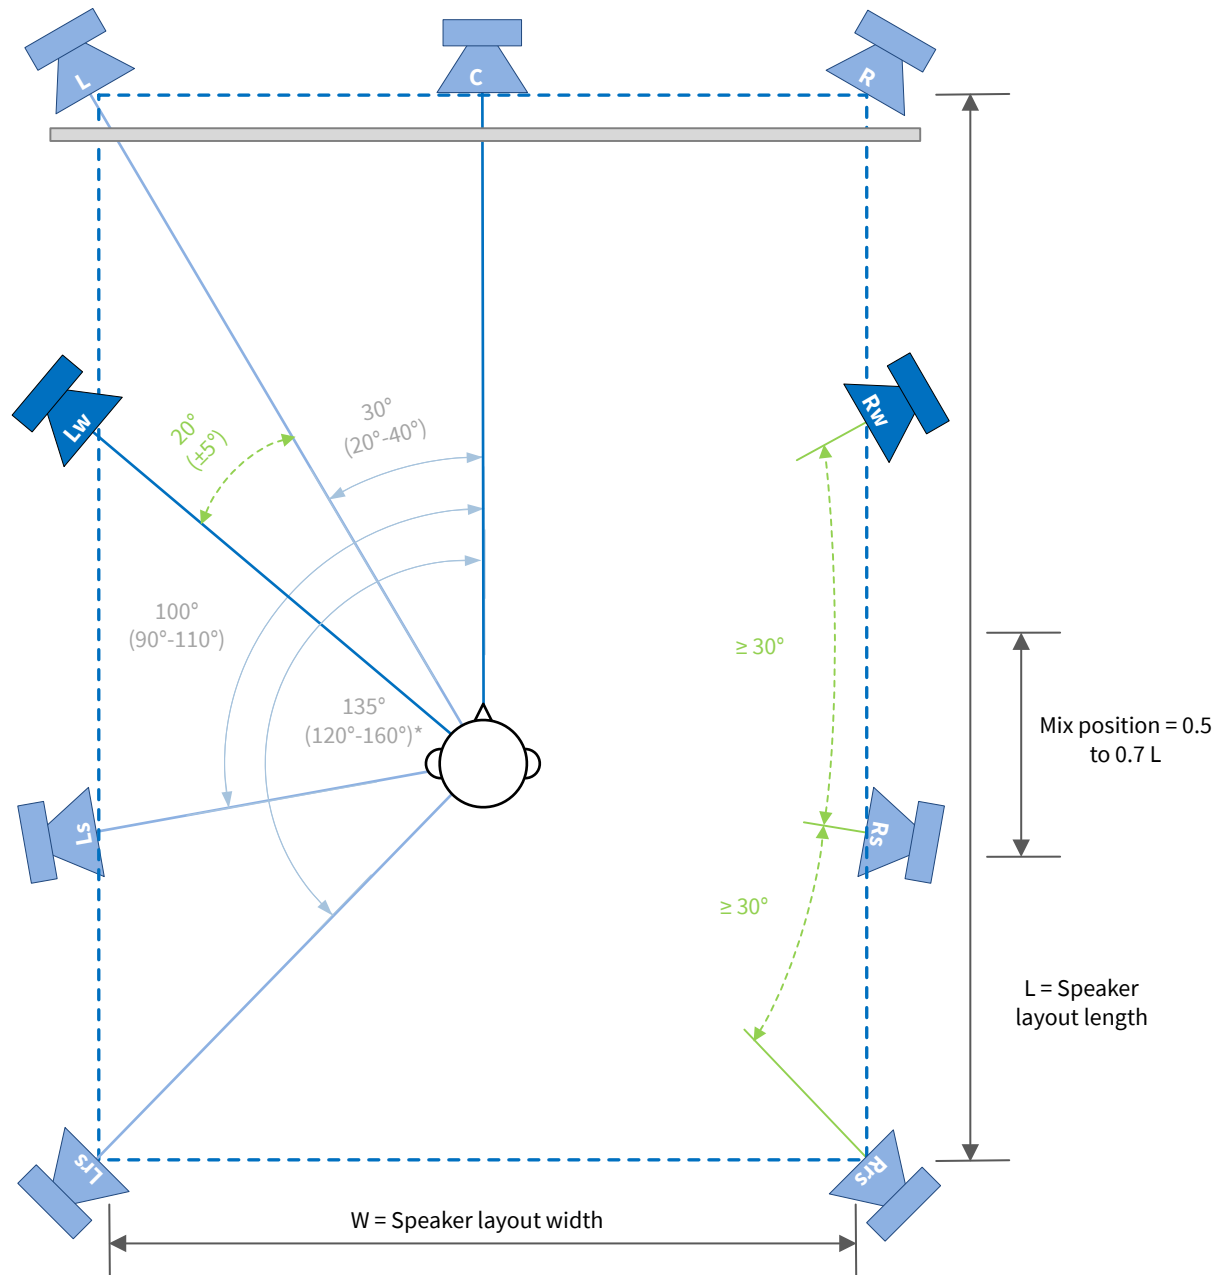 L
C
R
Lw
20°
(±5°)
30°
(20°-40°)
Rw
100°
(90°-110°)
≥ 30°
135°
(120°-160°)*
Mix position = 0.5
to 0.7 L
Ls
Rs
≥ 30°
L = Speaker
layout length
Lrs
Rrs
W = Speaker layout width